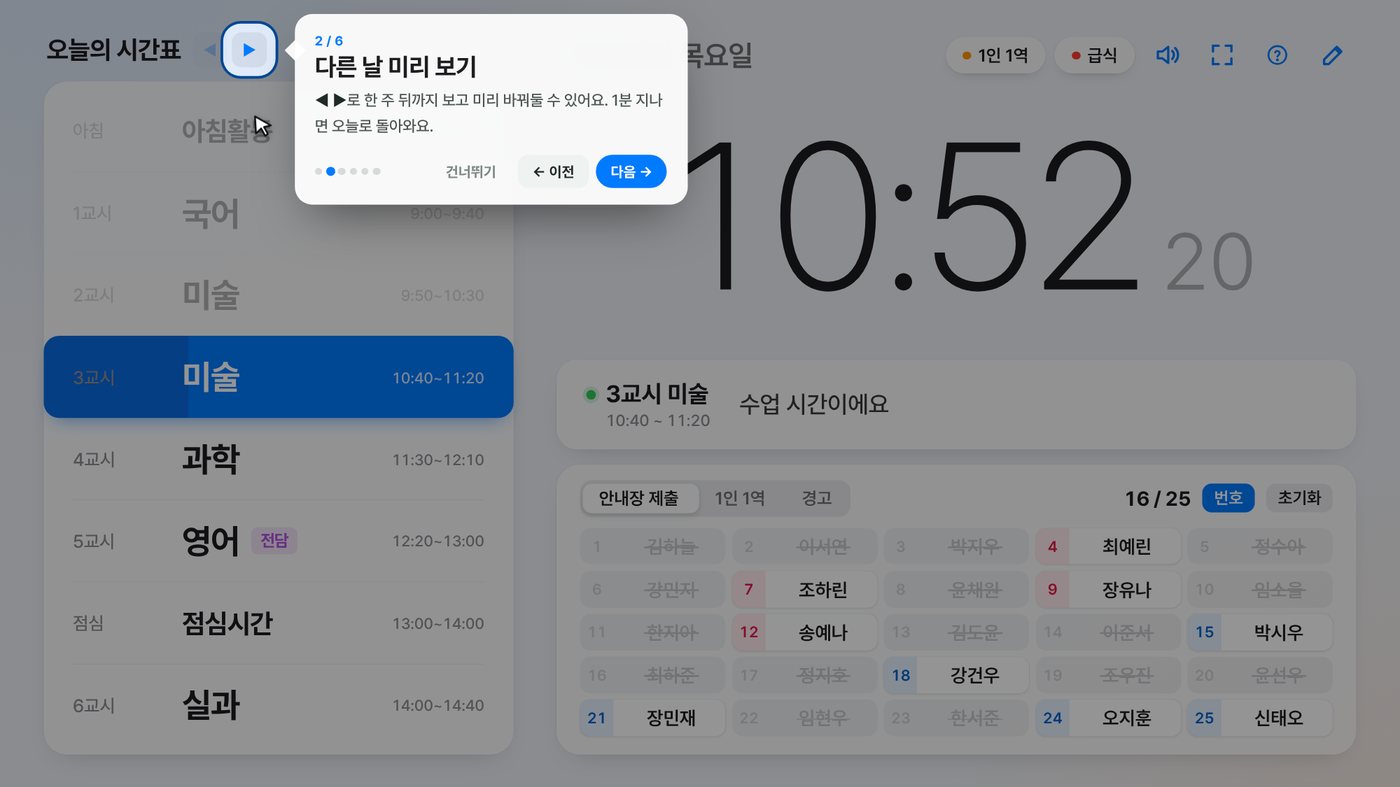 오늘의 시간표 ◀ ▶
2 / 6
다른 날 미리 보기
◀ ▶로 한 주 뒤까지 보고 미리 바꿔둘 수 있어요. 1분 지나
면 오늘로 돌아와요.
건너뛰기 ← 이전 다음 →
목요일
1인 1역 급식
아침 아침활동
1교시 국어 9:00~9:40
2교시 미술 9:50~10:30
3교시 미술 10:40~11:20
4교시 과학 11:30~12:10
5교시 영어 전담 12:20~13:00
점심 점심시간 13:00~14:00
6교시 실과 14:00~14:40
10:52 20
3교시 미술
10:40 ~ 11:20
수업 시간이에요
안내장 제출 1인 1역 경고 16 / 25 번호 초기화
1 김하늘 2 이서연 3 박지우 4 최예린 5 정수아
6 강민지 7 조하린 8 윤채원 9 장유나 10 임소율
11 한지아 12 송예나 13 김도윤 14 이준서 15 박시우
16 최하준 17 정지호 18 강건우 19 조우진 20 윤선우
21 장민재 22 임현우 23 한서준 24 오지훈 25 신태오